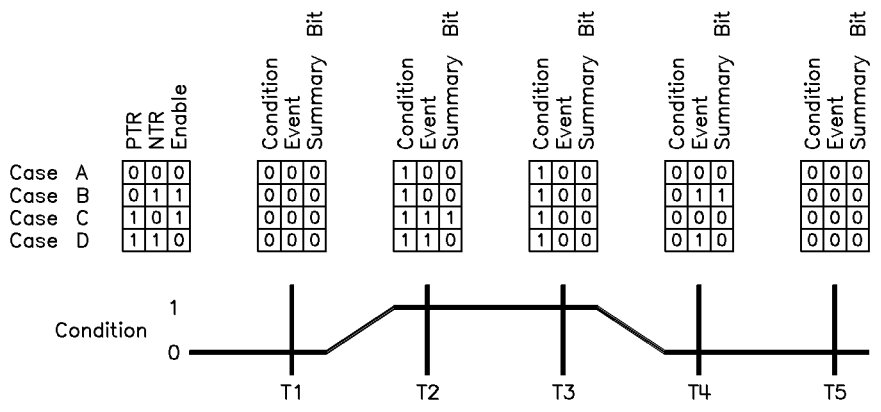 PTR NTR Enable Condition Event Summary Bit Condition Event Summary Bit Condition Event Summary Bit Condition Event Summary Bit Condition Event Summary Bit
Case A 0 0 0 0 0 0 1 0 0 1 0 0 0 0 0 0 0 0
Case B 0 1 1 0 0 0 1 0 0 1 0 0 0 1 1 0 0 0
Case C 1 0 1 0 0 0 1 1 1 1 0 0 0 0 0 0 0 0
Case D 1 1 0 0 0 0 1 1 0 1 0 0 0 1 0 0 0 0
1
Condition
0
T1 T2 T3 T4 T5